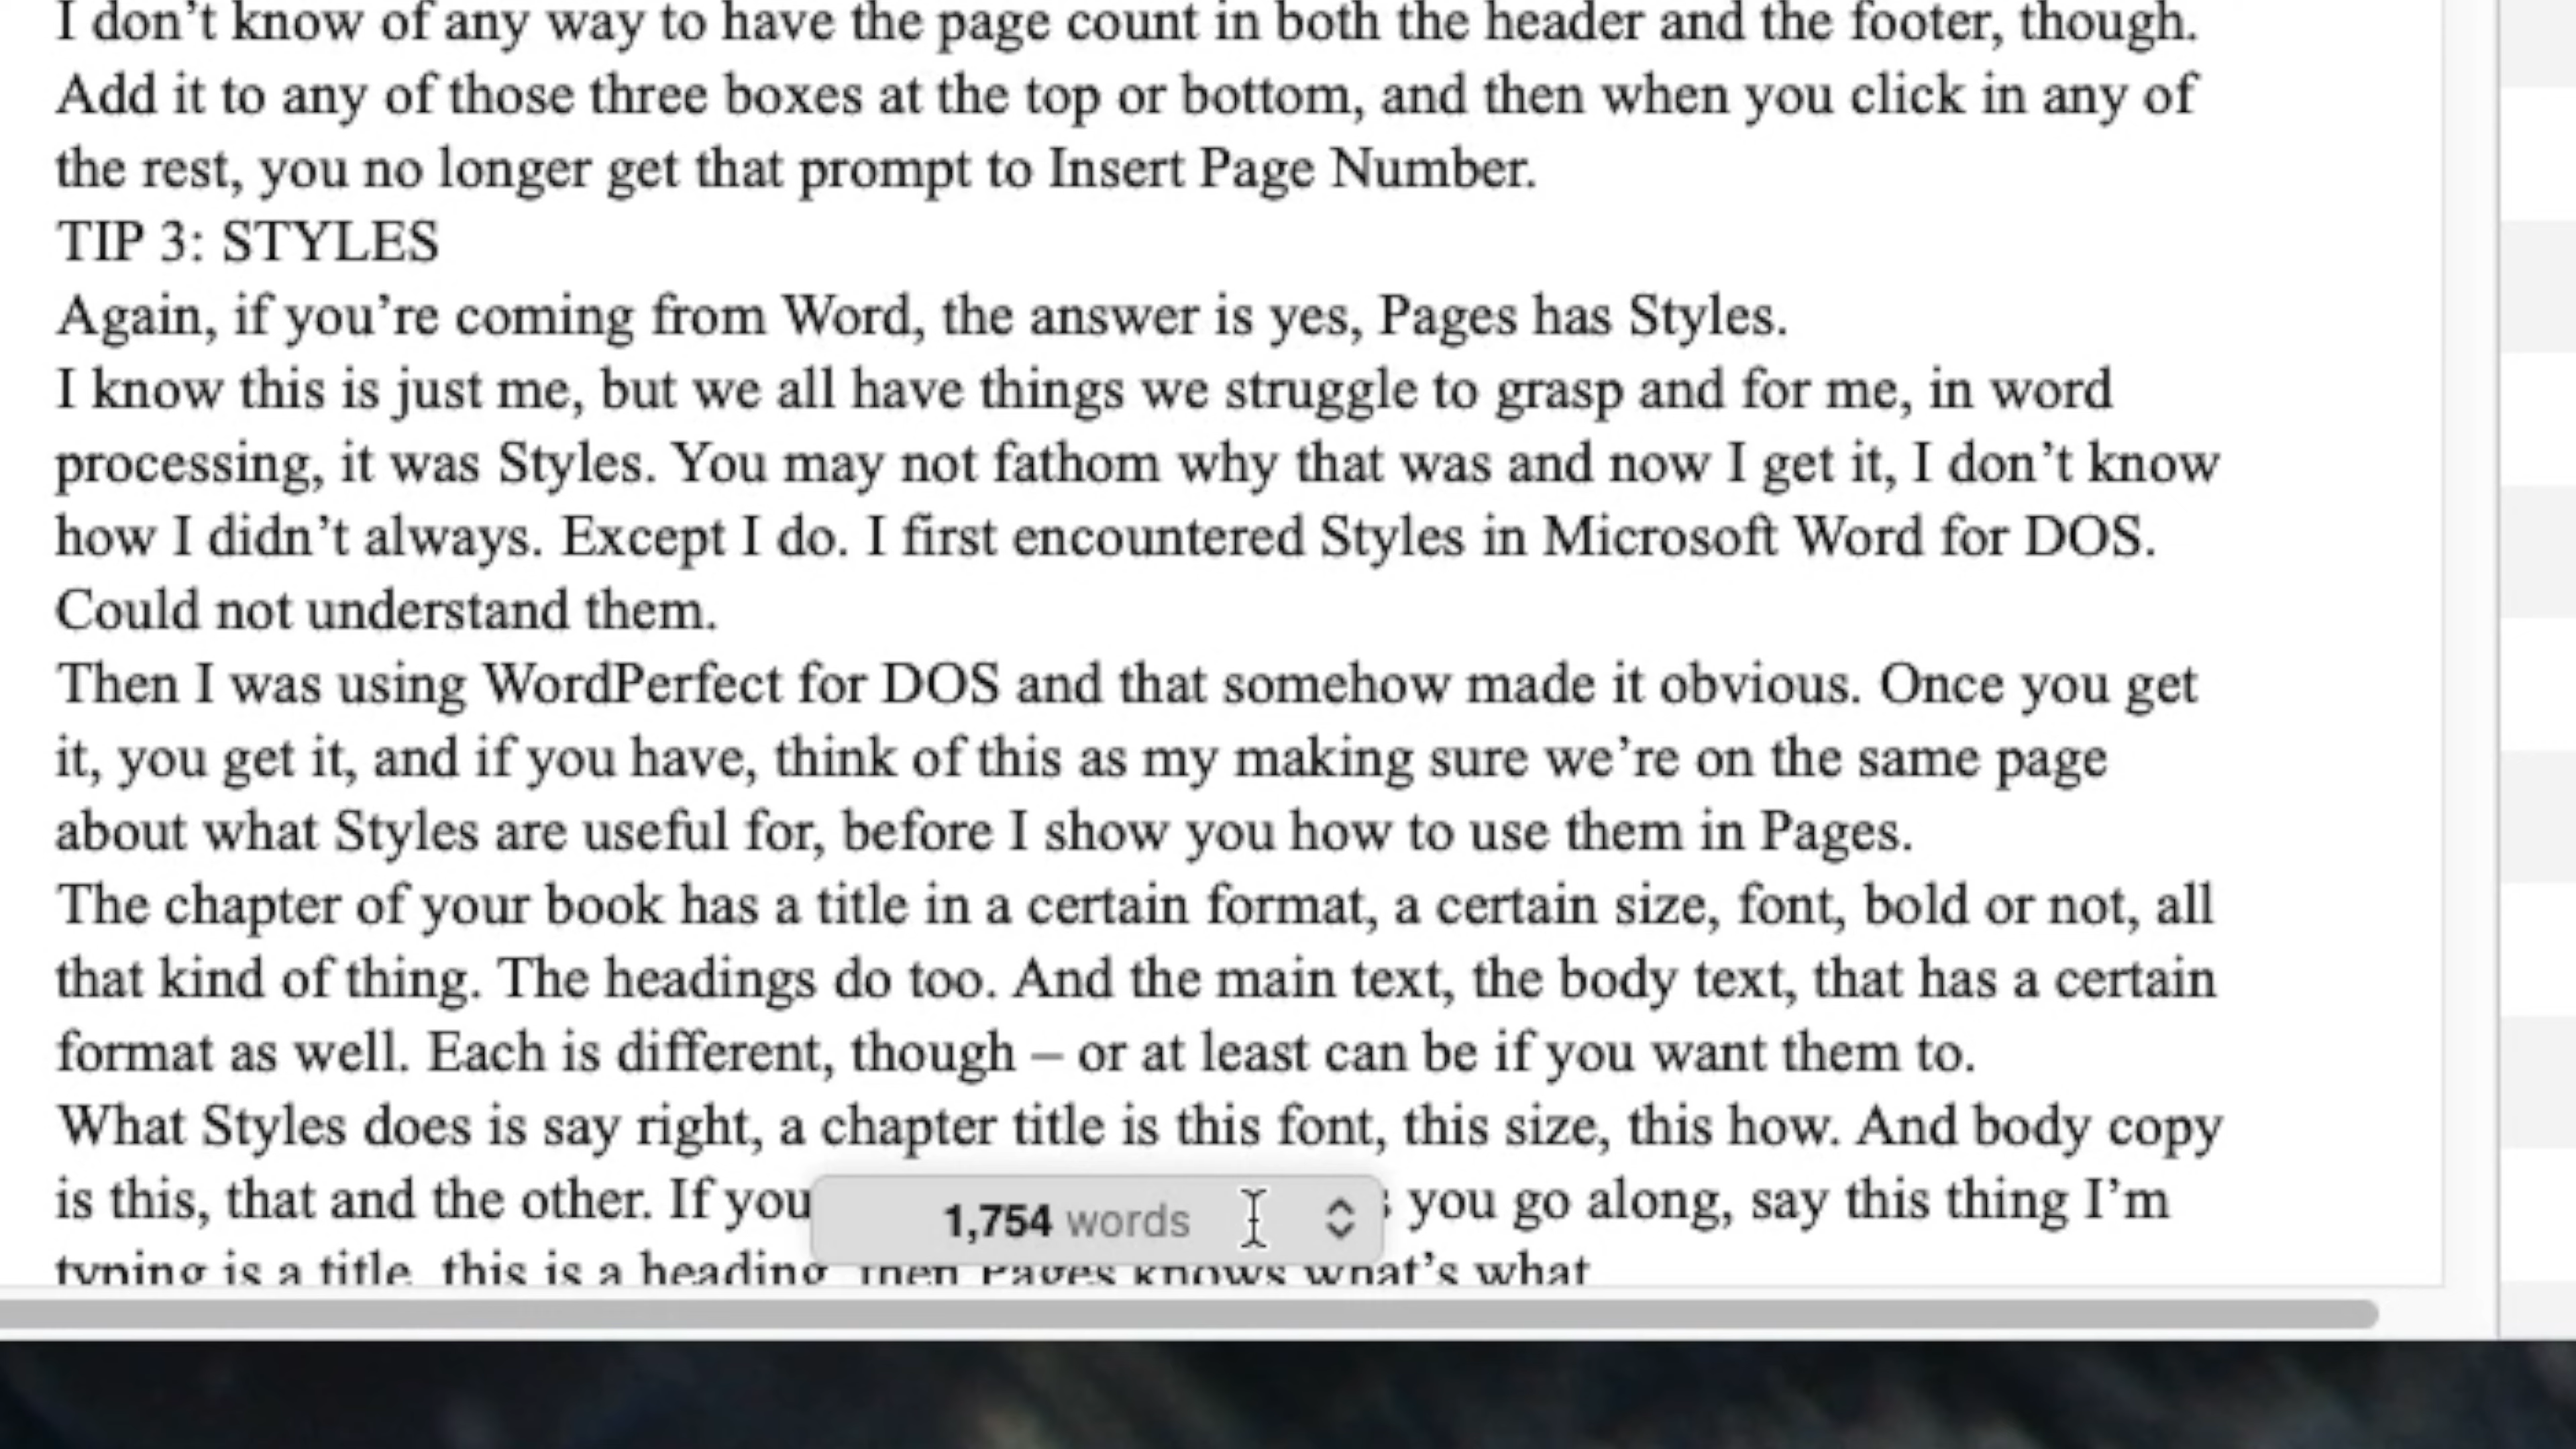 I don’t know of any way to have the page count in both the header and the footer, though.
Add it to any of those three boxes at the top or bottom, and then when you click in any of
the rest, you no longer get that prompt to Insert Page Number.
TIP 3: STYLES
Again, if you’re coming from Word, the answer is yes, Pages has Styles.
I know this is just me, but we all have things we struggle to grasp and for me, in word
processing, it was Styles. You may not fathom why that was and now I get it, I don’t know
how I didn’t always. Except I do. I first encountered Styles in Microsoft Word for DOS.
Could not understand them.
Then I was using WordPerfect for DOS and that somehow made it obvious. Once you get
it, you get it, and if you have, think of this as my making sure we’re on the same page
about what Styles are useful for, before I show you how to use them in Pages.
The chapter of your book has a title in a certain format, a certain size, font, bold or not, all
that kind of thing. The headings do too. And the main text, the body text, that has a certain
format as well. Each is different, though – or at least can be if you want them to.
What Styles does is say right, a chapter title is this font, this size, this how. And body copy
is this, that and the other. If you you go along, say this thing I’m
1,754 words
typing is a title, this is a heading, then Pages knows what’s what